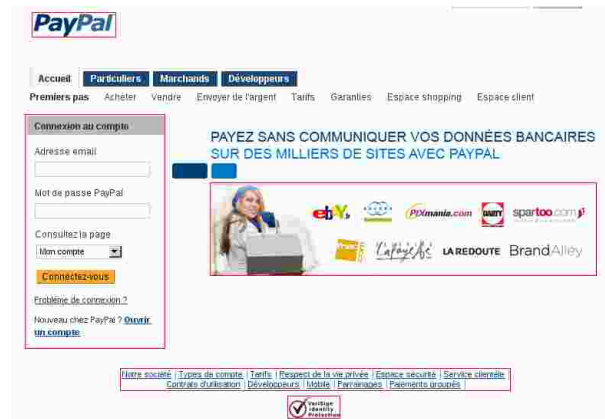 PayPal
Accueil Particuliers Marchands Développeurs
Premiers pas Acheter Vendre Envoyer de l'argent Tarifs Garanties Espace shopping Espace client
Connexion au compte
Adresse email
Mot de passe PayPal
Consultez la page
Mon compte
Connectez-vous
Problème de connexion ?
Nouveau chez PayPal ? Ouvrir
un compte
PAYEZ SANS COMMUNIQUER VOS DONNÉES BANCAIRES
SUR DES MILLIERS DE SITES AVEC PAYPAL
ebY PIXmania.com DARTY spartoo.com
LA REDOUTE BrandAlley
Notre société | Types de compte | Tarifs | Respect de la vie privée | Espace sécurité | Service clientèle
Contrats d'utilisation | Développeurs | Mobile | Parrainages | Paiements groupés |
VeriSign
Identity
Protection